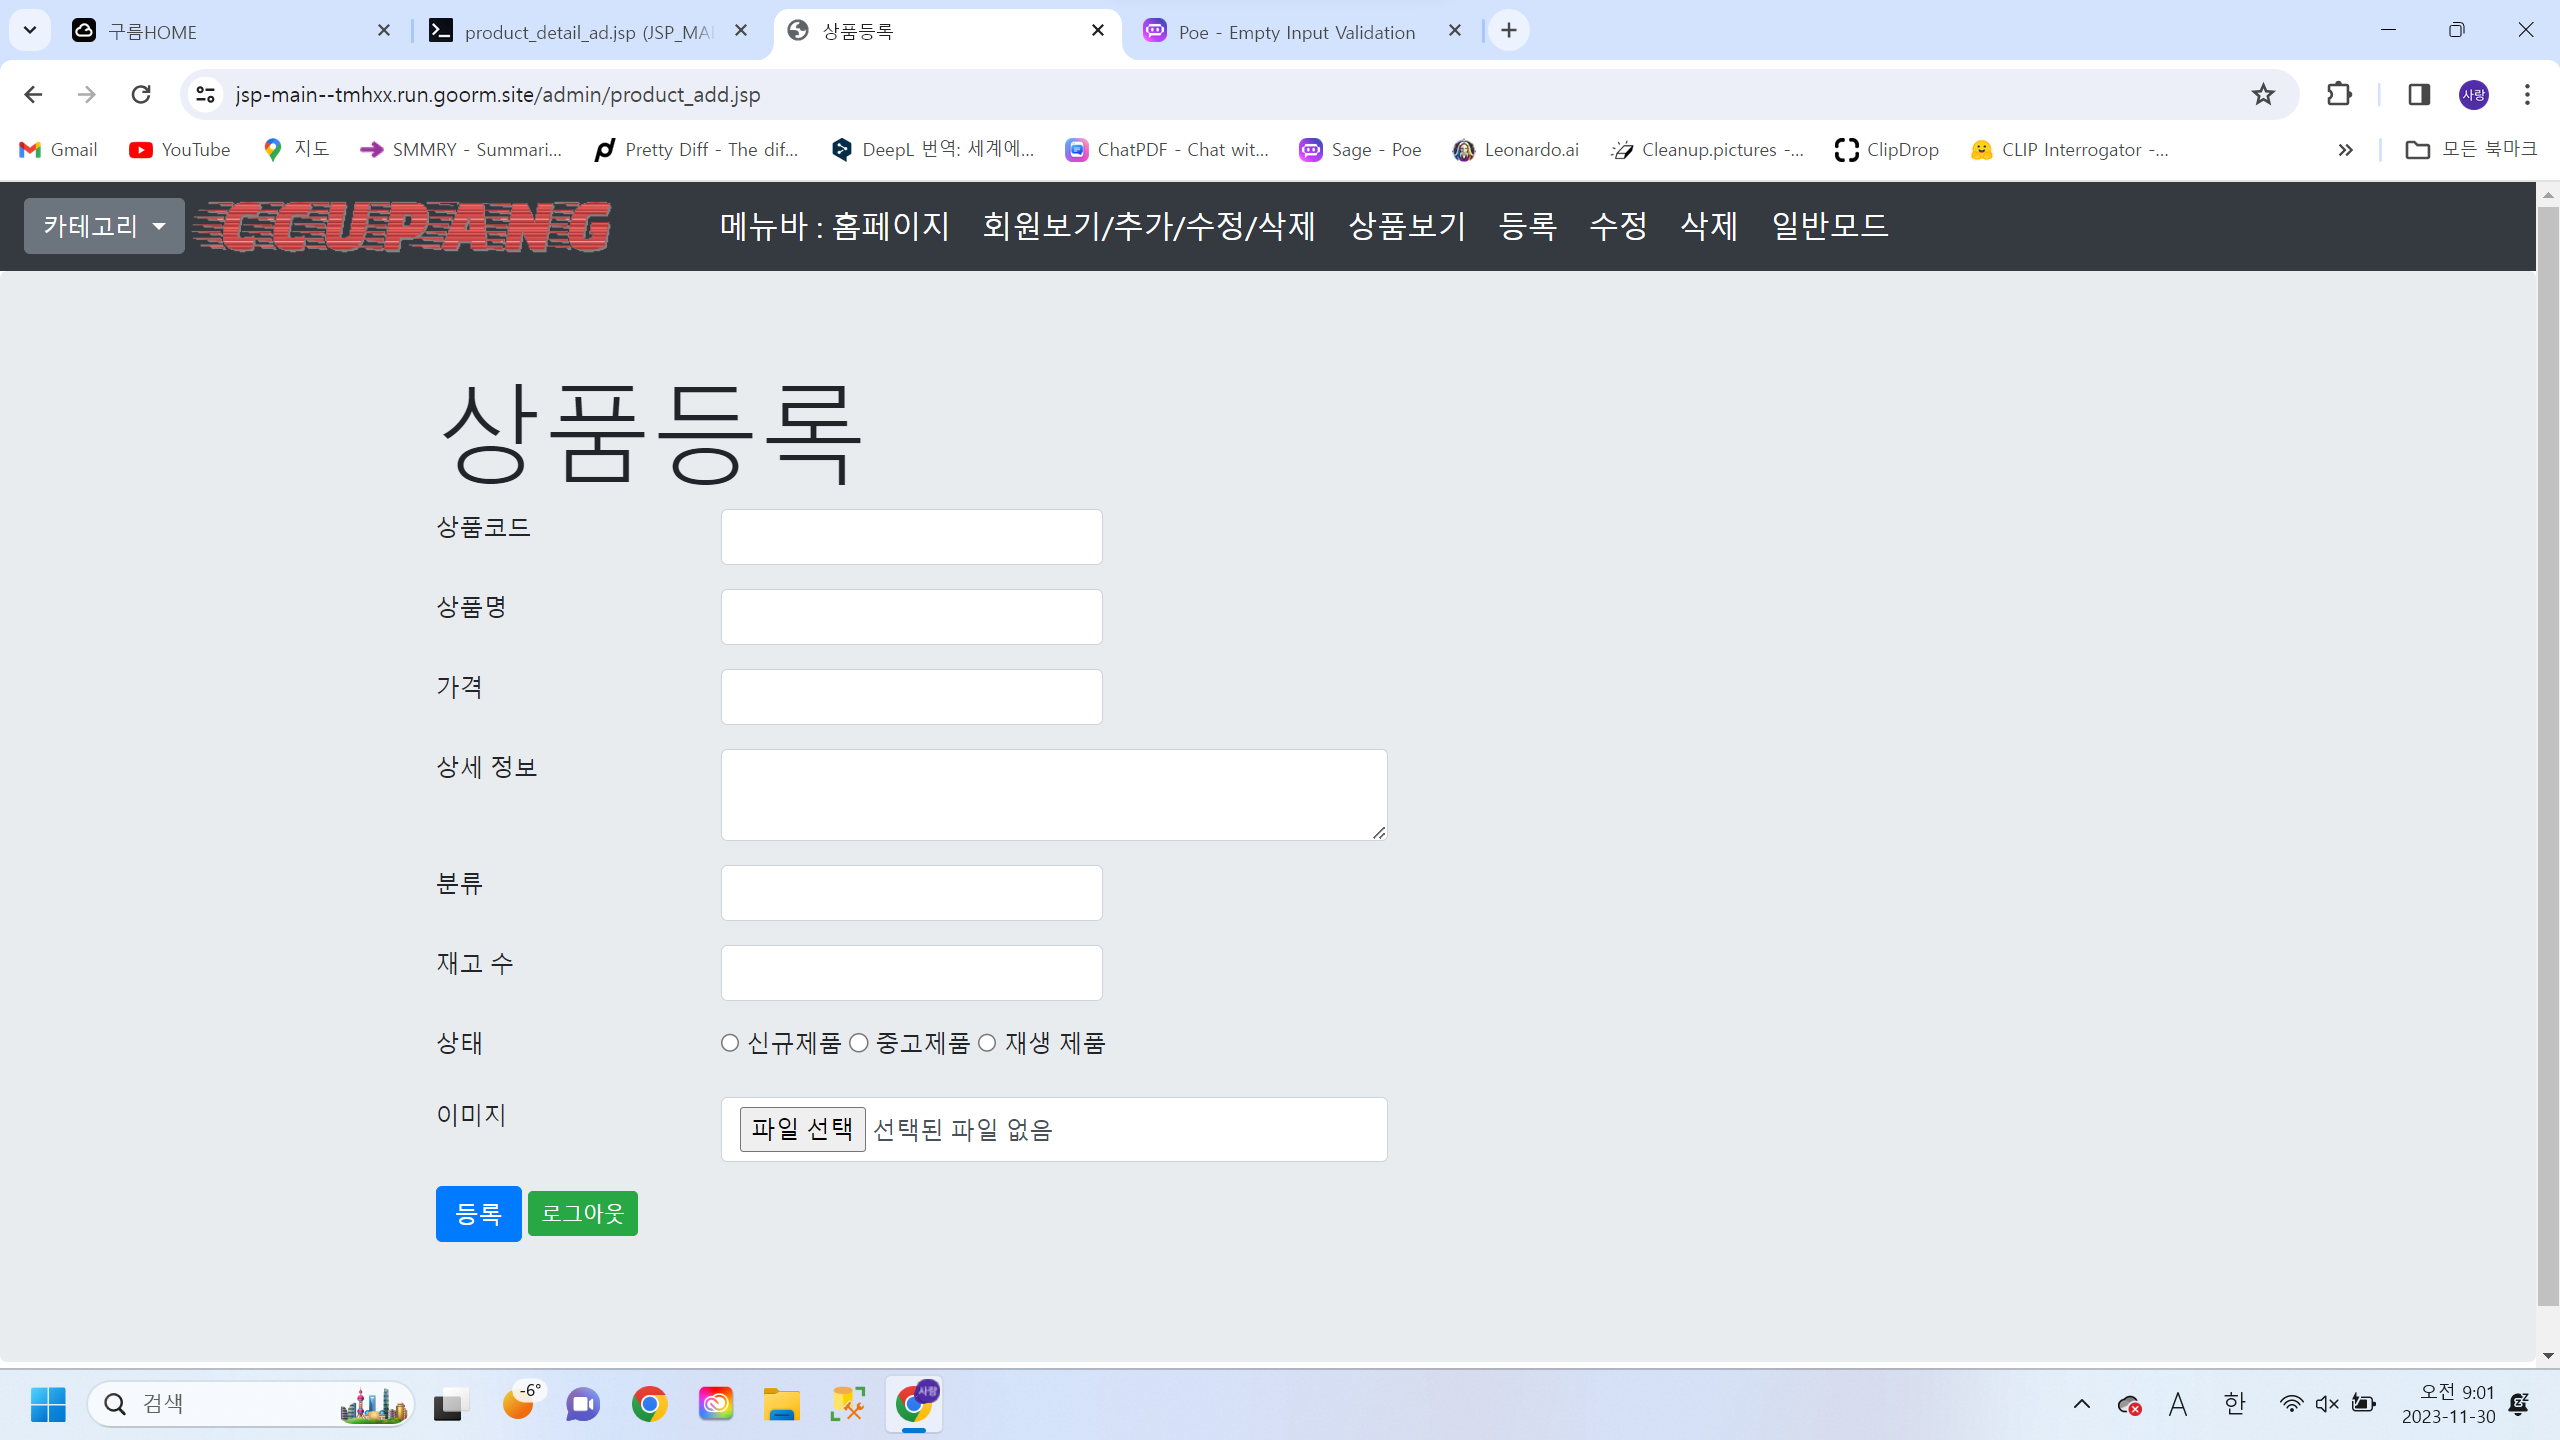 구름HOME
product_detail_ad.jsp (JSP_MAI
상품등록
Poe - Empty Input Validation
jsp-main--tmhxx.run.goorm.site/admin/product_add.jsp
사랑
Gmail
YouTube
지도
SMMRY - Summari...
Pretty Diff - The dif...
DeepL 번역: 세계에...
ChatPDF - Chat wit...
Sage - Poe
Leonardo.ai
Cleanup.pictures -...
ClipDrop
CLIP Interrogator -...
모든 북마크
카테고리
CCUPANG
메뉴바 : 홈페이지 회원보기/추가/수정/삭제 상품보기 등록 수정 삭제 일반모드
상품등록
상품코드
상품명
가격
상세 정보
분류
재고 수
상태 신규제품 중고제품 재생 제품
이미지 파일 선택 선택된 파일 없음
등록 로그아웃
검색
-6°
사랑
A
한
오전 9:01
2023-11-30